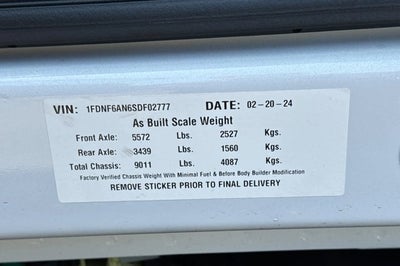 VIN: 1FDNF6AN6SDF02777 DATE: 02-20-24
As Built Scale Weight
Front Axle: 5572 Lbs. 2527 Kgs.
Rear Axle: 3439 Lbs. 1560 Kgs.
Total Chassis: 9011 Lbs. 4087 Kgs.
Factory Verified Chassis Weight With Minimal Fuel & Before Body Builder Modification
REMOVE STICKER PRIOR TO FINAL DELIVERY